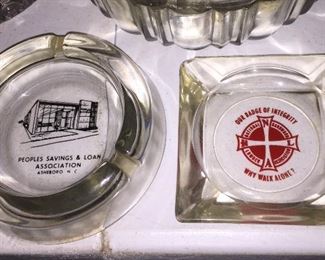 PEOPLES SAVINGS & LOAN
ASSOCIATION
ASHEBORO N. C.
OUR BADGE OF INTEGRITY
N
L
A
WHY WALK ALONE?